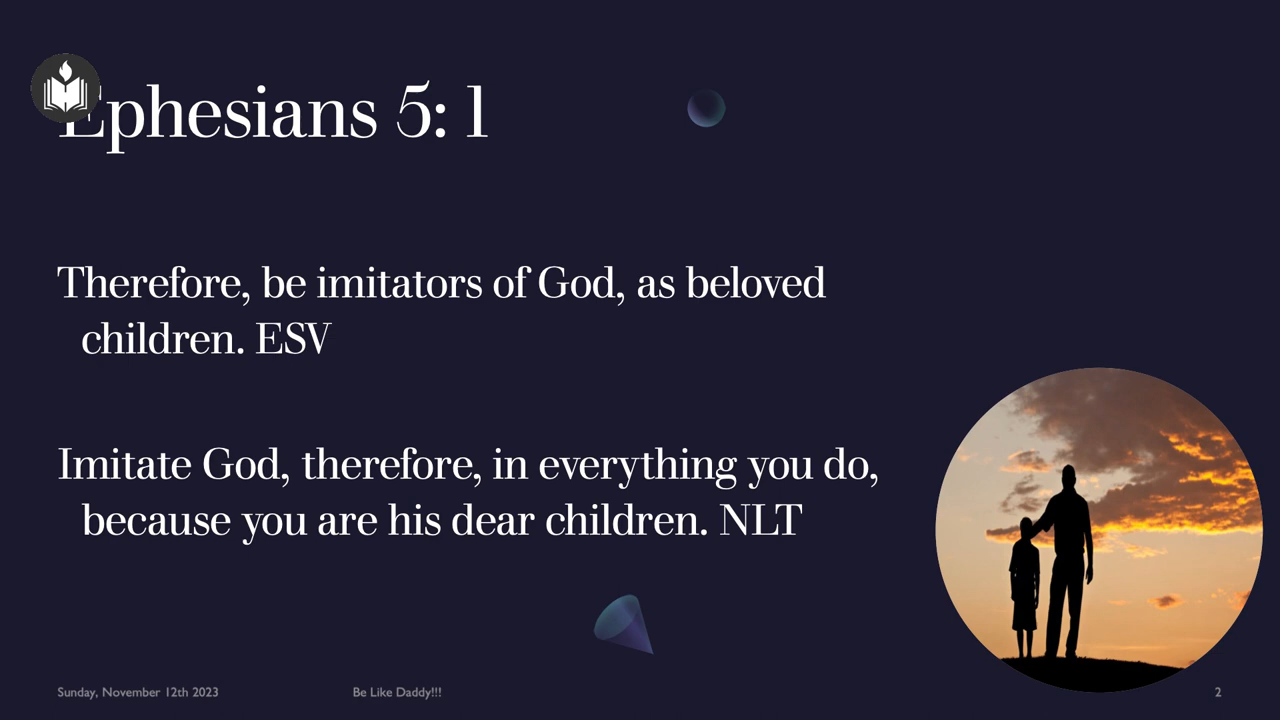 Ephesians 5: 1
Therefore, be imitators of God, as beloved
children. ESV
Imitate God, therefore, in everything you do,
because you are his dear children. NLT
Sunday, November 12th 2023
Be Like Daddy!!!
2